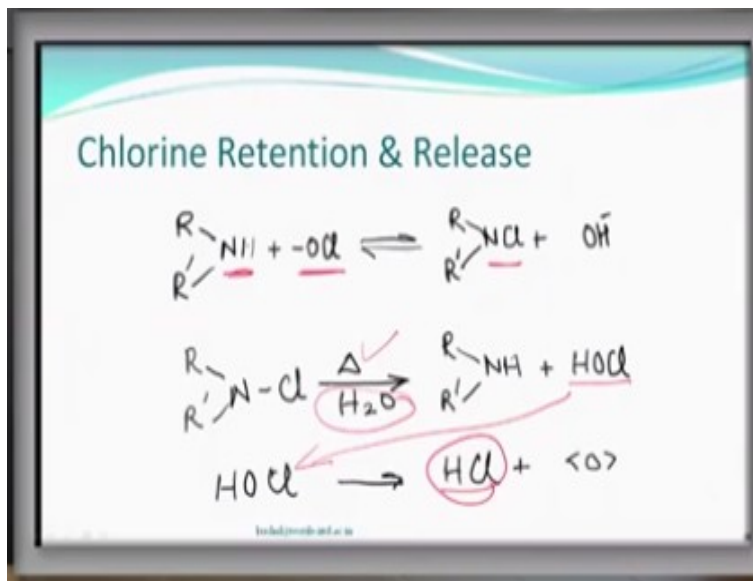 Chlorine Retention & Release
R
R' NH + -OCl ⇌ R R' NCl + OH⁻
R R' N-Cl Δ H₂O → R R' NH + HOCl
HOCl → HCl + <O>